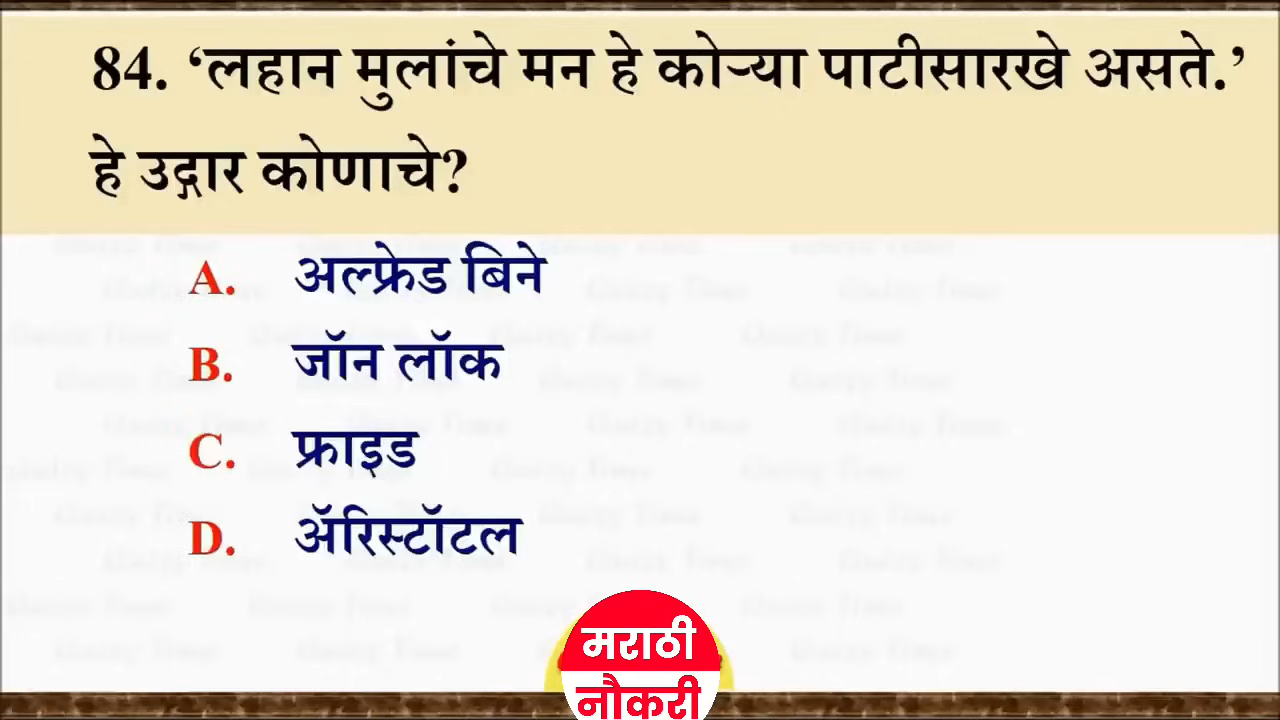 84. ‘लहान मुलांचे मन हे कोऱ्या पाटीसारखे असते.’
हे उद्गार कोणाचे?
A. अल्फ्रेड बिने
B. जॉन लॉक
C. फ्राइड
D. ॲरिस्टॉटल
मराठी
नौकरी